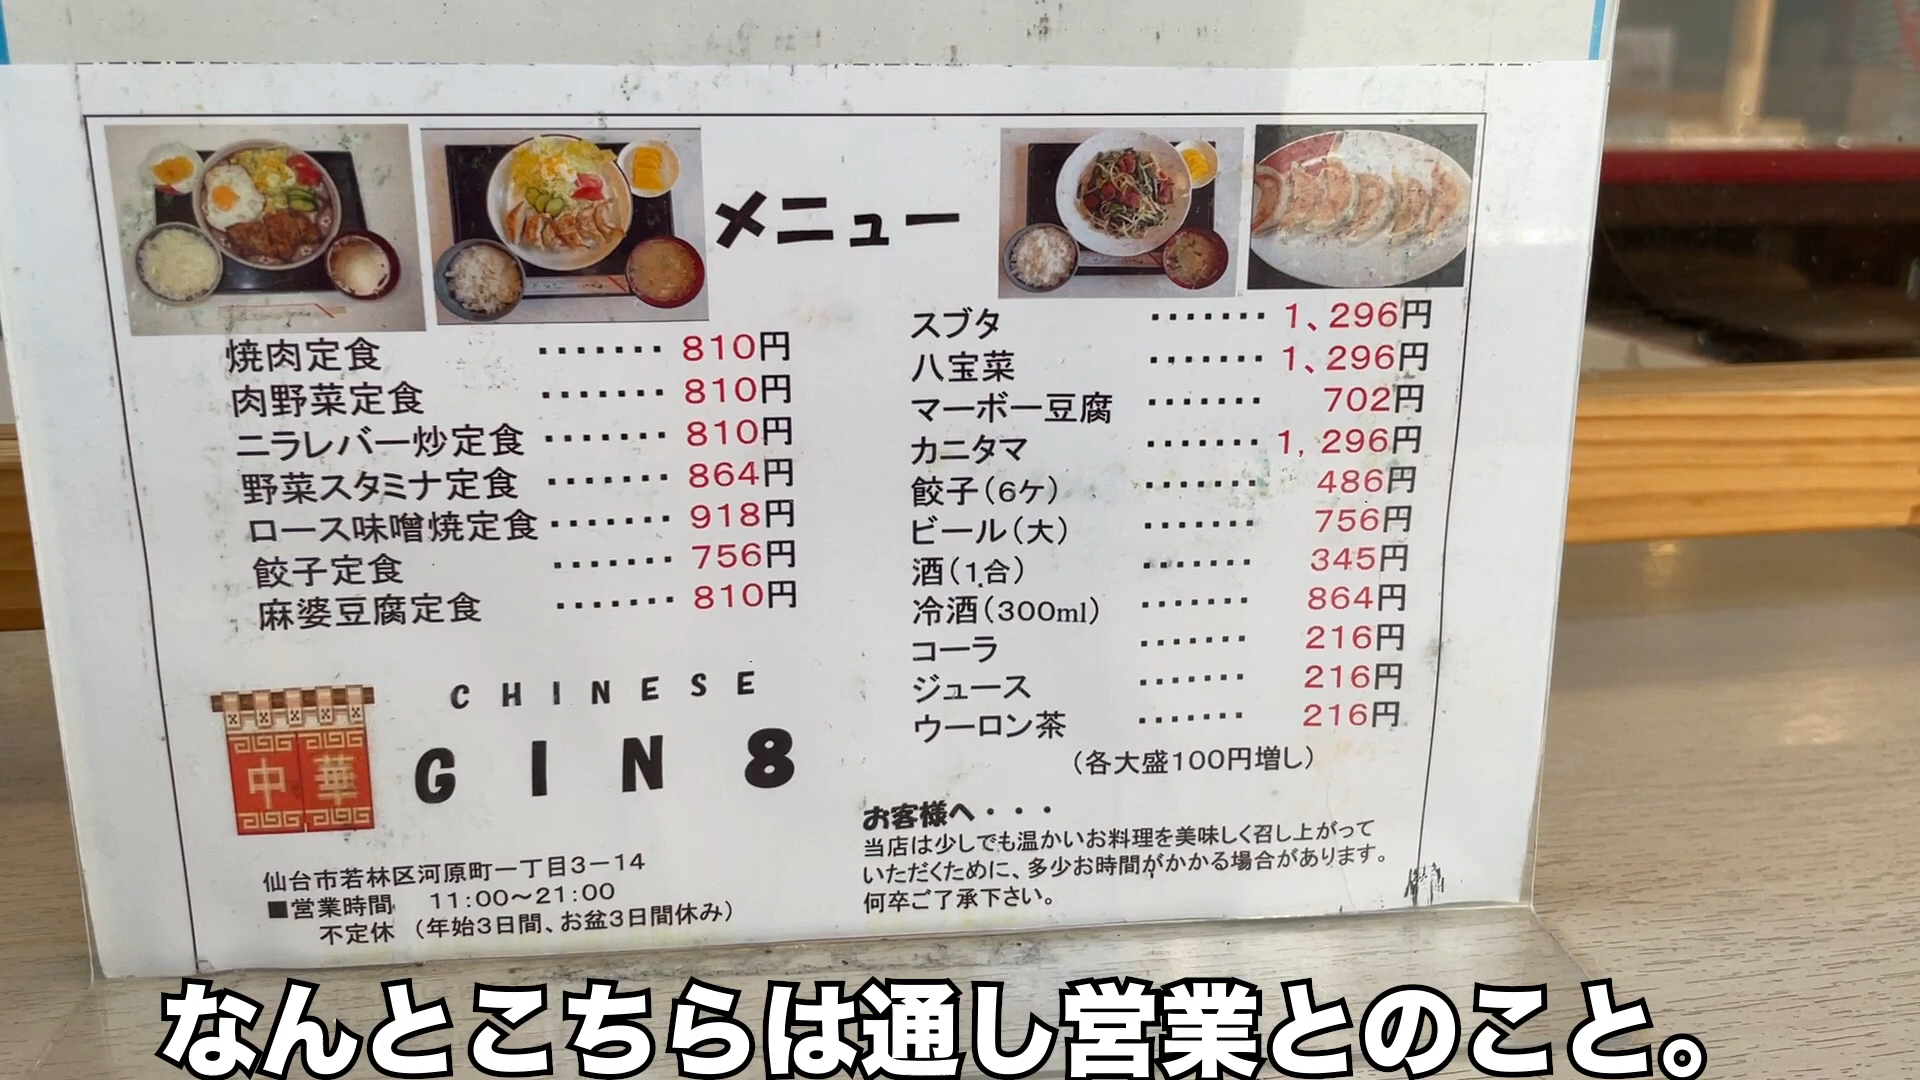 メニュー
焼肉定食 ······· 810円
肉野菜定食 ······· 810円
ニラレバー炒定食 ······· 810円
野菜スタミナ定食 ······· 864円
ロース味噌焼定食 ······· 918円
餃子定食 ······· 756円
麻婆豆腐定食 ······· 810円
スブタ ······· 1、296円
八宝菜 ······· 1、296円
マーボー豆腐 ······· 702円
カニタマ ······· 1，296円
餃子（6ケ） ······· 486円
ビール（大） ······· 756円
酒（1合） ······· 345円
冷酒（300ml） ······· 864円
コーラ ······· 216円
ジュース ······· 216円
ウーロン茶 ······· 216円
（各大盛100円増し）
中華
CHINESE
GIN8
仙台市若林区河原町一丁目3－14
■営業時間 11:00～21:00
不定休 （年始3日間、お盆3日間休み）
お客様へ・・・
当店は少しでも温かいお料理を美味しく召し上がって
いただくために、多少お時間がかかる場合があります。
何卒ご了承下さい。
なんとこちらは通し営業とのこと。